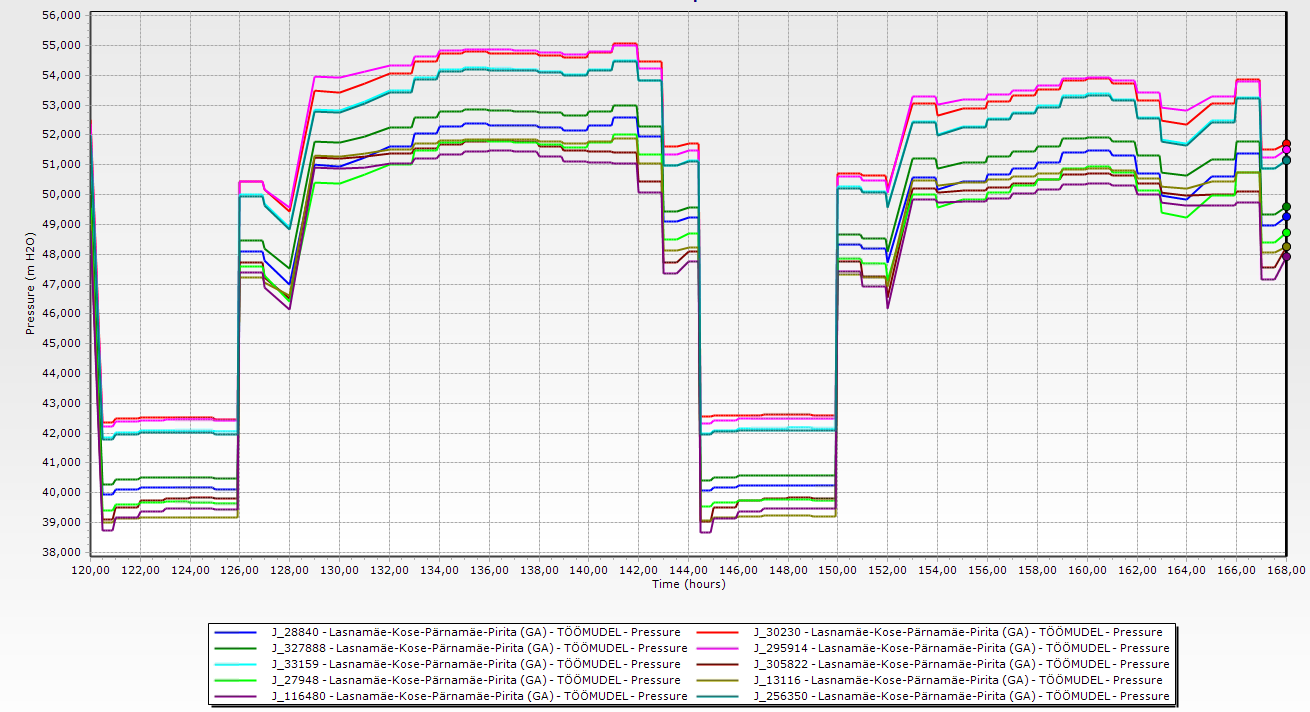 56,000
55,000
54,000
53,000
52,000
51,000
50,000
49,000
48,000
47,000
46,000
45,000
44,000
43,000
42,000
41,000
40,000
39,000
38,000
Pressure (m H2O)
120,00 122,00 124,00 126,00 128,00 130,00 132,00 134,00 136,00 138,00 140,00 142,00 144,00 146,00 148,00 150,00 152,00 154,00 156,00 158,00 160,00 162,00 164,00 166,00 168,00
Time (hours)
J_28840 - Lasnamäe-Kose-Pärnamäe-Pirita (GA) - TÖÖMUDEL - Pressure
J_327888 - Lasnamäe-Kose-Pärnamäe-Pirita (GA) - TÖÖMUDEL - Pressure
J_33159 - Lasnamäe-Kose-Pärnamäe-Pirita (GA) - TÖÖMUDEL - Pressure
J_27948 - Lasnamäe-Kose-Pärnamäe-Pirita (GA) - TÖÖMUDEL - Pressure
J_116480 - Lasnamäe-Kose-Pärnamäe-Pirita (GA) - TÖÖMUDEL - Pressure
J_30230 - Lasnamäe-Kose-Pärnamäe-Pirita (GA) - TÖÖMUDEL - Pressure
J_295914 - Lasnamäe-Kose-Pärnamäe-Pirita (GA) - TÖÖMUDEL - Pressure
J_305822 - Lasnamäe-Kose-Pärnamäe-Pirita (GA) - TÖÖMUDEL - Pressure
J_13116 - Lasnamäe-Kose-Pärnamäe-Pirita (GA) - TÖÖMUDEL - Pressure
J_256350 - Lasnamäe-Kose-Pärnamäe-Pirita (GA) - TÖÖMUDEL - Pressure